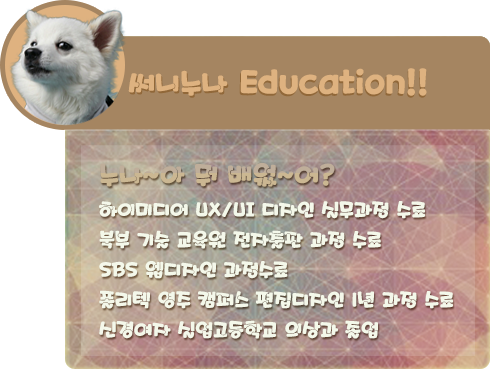 써니누나 Education!!
누나~아 뭐 배웠~어?
하이미디어 UX/UI 디자인 실무과정 수료
북부 기술 교육원 전자출판 과정 수료
SBS 웹디자인 과정수료
폴리텍 영주 캠퍼스 편집디자인 1년 과정 수료
신경여자 실업고등학교 의상과 졸업